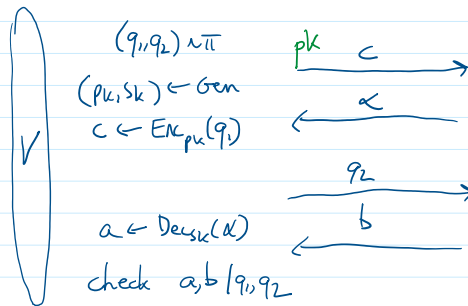 (q₁,q₂) ~ π
pk c
(pk,sk) ← Gen
α
c ← Enc_pk(q₁)
V
q₂
b
a ← Dec_sk(α)
check a,b | q₁,q₂